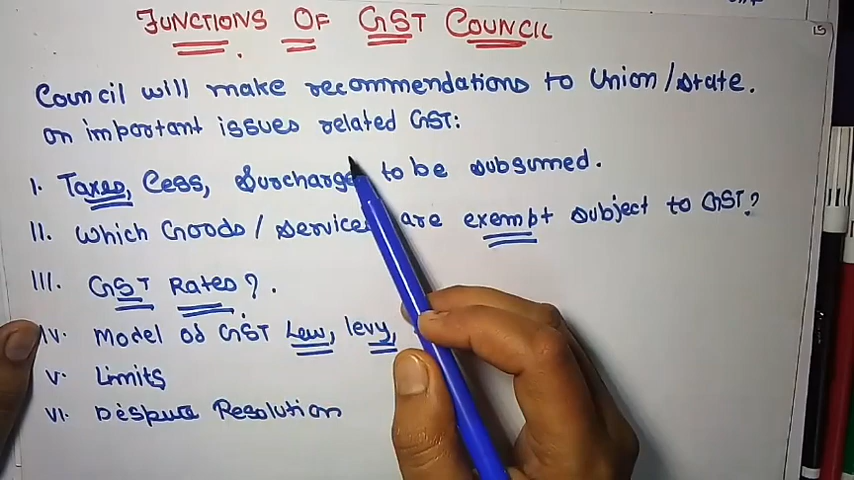 15
FUNCTIONS OF GST COUNCIL
Council will make recommendations to Union/State.
on important issues related GST:
I. Taxes, Cess, Surcharge to be subsumed.
II. Which Goods/Services are exempt subject to GST?
III. GST Rates?.
IV. Model of GST Law, levy,
V. Limits
VI. Dispute Resolution